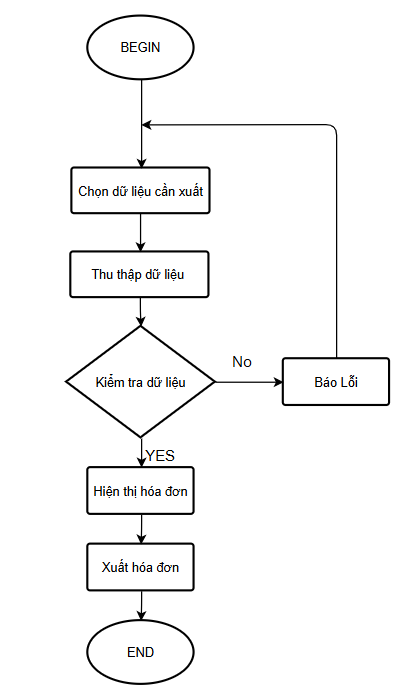 BEGIN
Chọn dữ liệu cần xuất
Thu thập dữ liệu
Kiểm tra dữ liệu
No
Báo Lỗi
YES
Hiện thị hóa đơn
Xuất hóa đơn
END